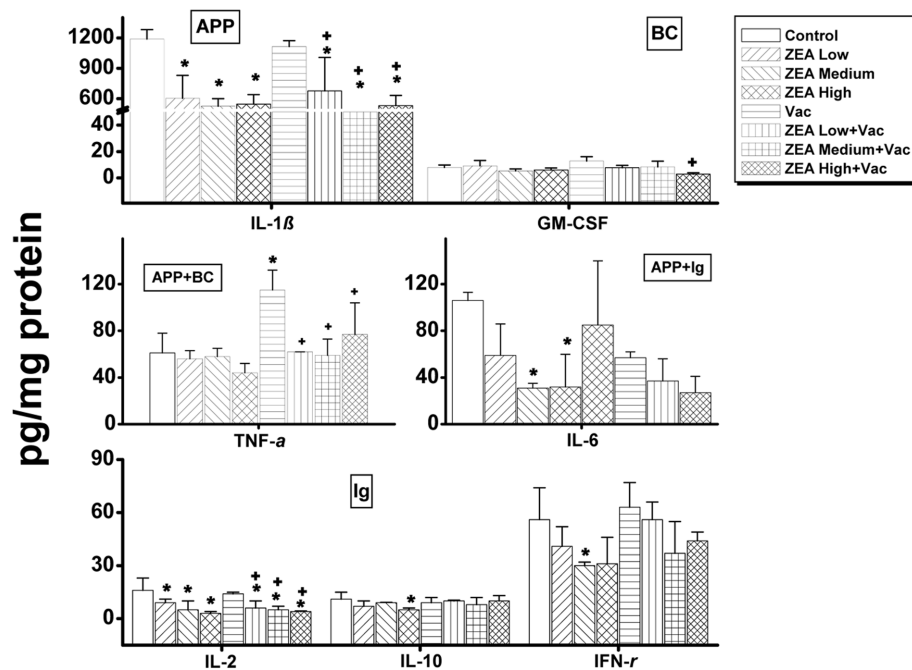 APP
BC
1200
900
600
40
20
0
IL-1ß
GM-CSF
* * * + * + * + *
+
Control
ZEA Low
ZEA Medium
ZEA High
Vac
ZEA Low+Vac
ZEA Medium+Vac
ZEA High+Vac
pg/mg protein
APP+BC
120
80
40
0
TNF-a
* + + +
APP+Ig
120
80
40
0
IL-6
* *
Ig
90
60
30
0
IL-2
IL-10
IFN-r
* * * + * + * + *
*
*